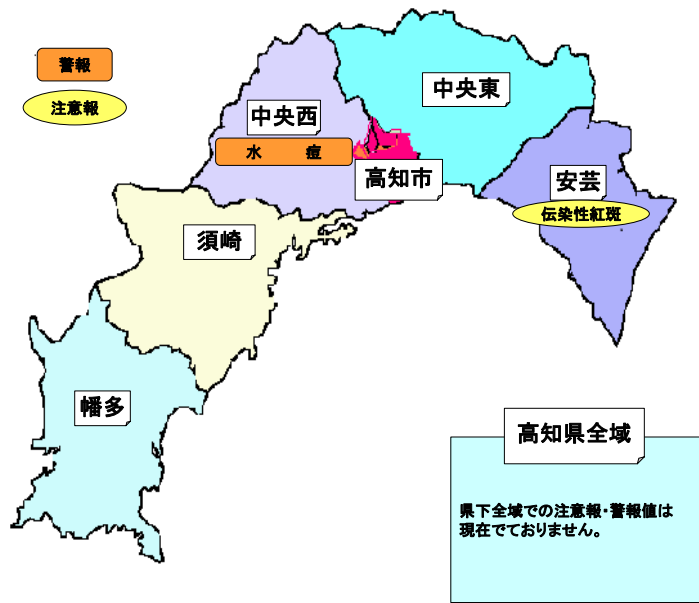 警報
注意報
中央東
中央西
水　痘
高知市
安芸
伝染性紅斑
須崎
幡多
高知県全域
県下全域での注意報・警報値は
現在でておりません。